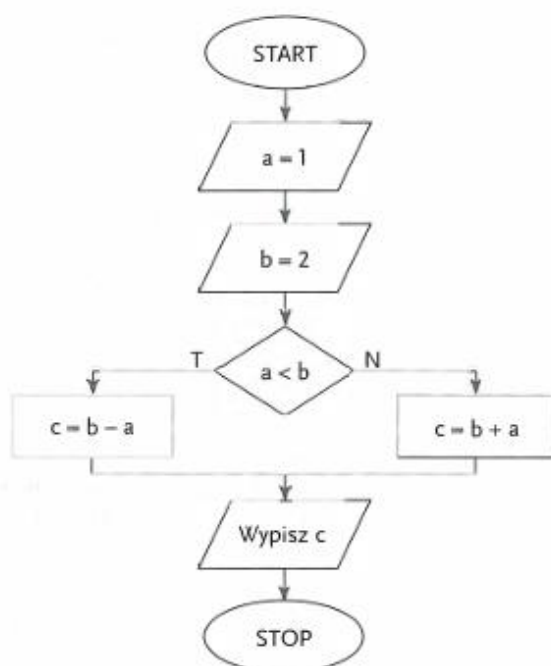 START
a = 1
b = 2
T
a < b
N
c = b – a
c = b + a
Wypisz c
STOP